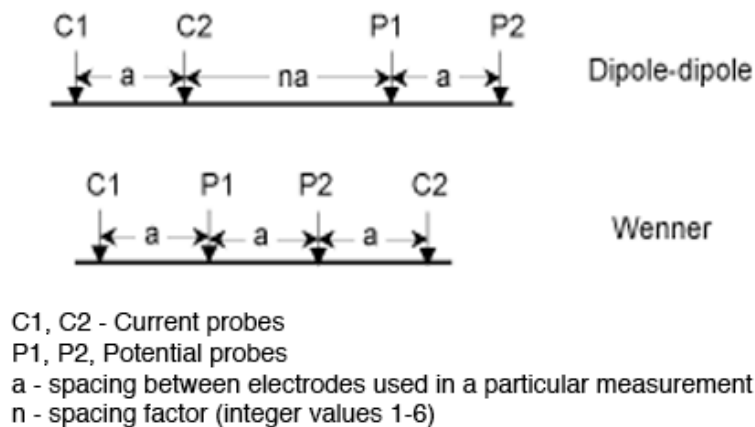 C1 C2 P1 P2
a na a Dipole-dipole
C1 P1 P2 C2
a a a Wenner
C1, C2 - Current probes
P1, P2, Potential probes
a - spacing between electrodes used in a particular measurement
n - spacing factor (integer values 1-6)